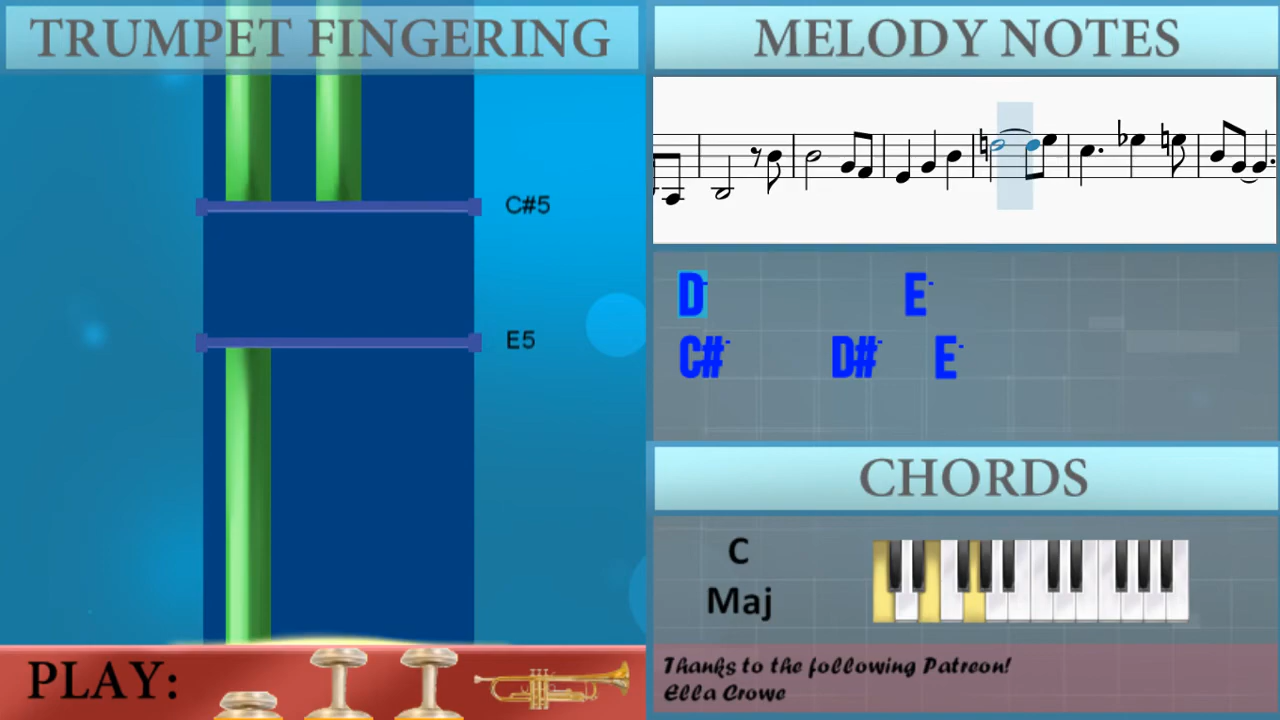 TRUMPET FINGERING
C#5
E5
PLAY:
MELODY NOTES
D- E-
C#- D#- E-
CHORDS
C
Maj
Thanks to the following Patreon!
Ella Crowe